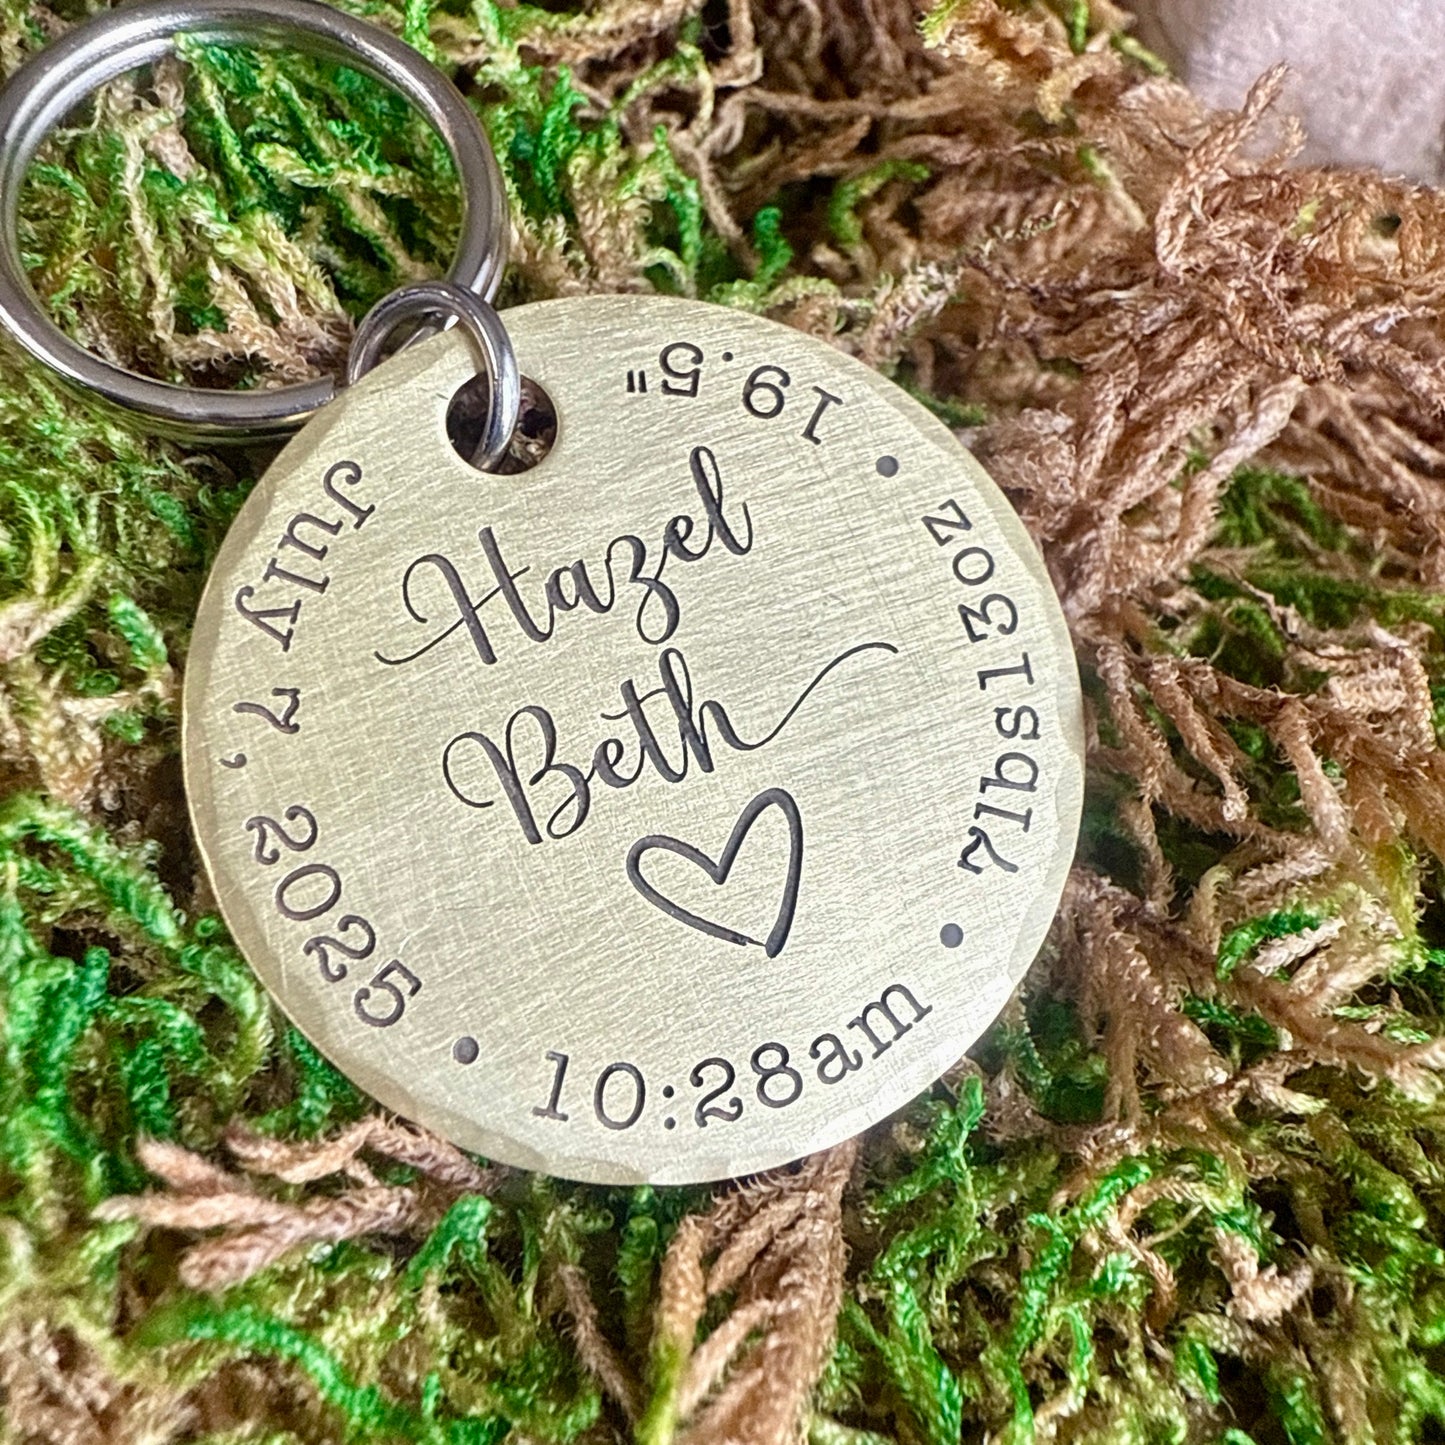 Hazel
Beth
July 7, 2025 • 10:28am • 7lbs13oz • 19.5"